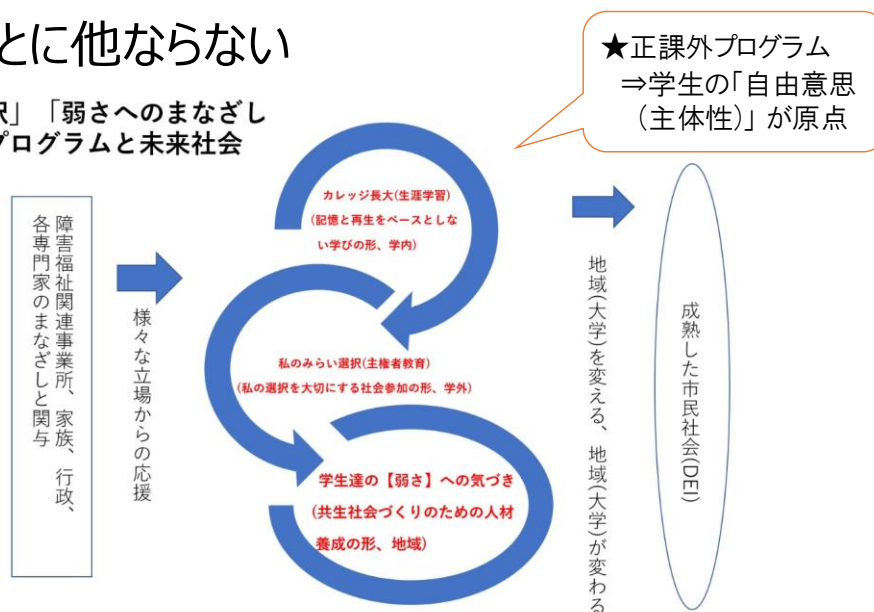 とに他ならない
★正課外プログラム
⇒学生の「自由意思
(主体性)」が原点
択」「弱さへのまなざし
プログラムと未来社会
障害福祉関連事業所、家族、行政、
各専門家のまなざしと関与
様々な立場からの応援
カレッジ長大(生涯学習)
(記憶と再生をベースとしな
い学びの形、学内)
私のみらい選択(主権者教育)
(私の選択を大切にする社会参加の形、学外)
学生達の【弱さ】への気づき
(共生社会づくりのための人材
養成の形、地域)
地域(大学)を変える、地域(大学)が変わる
成熟した市民社会(DEI)